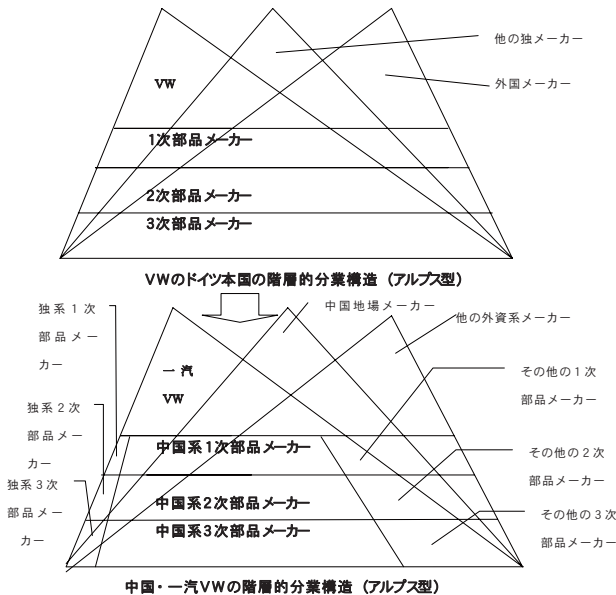 他の独メーカー
VW
外国メーカー
1次部品メーカー
2次部品メーカー
3次部品メーカー
VWのドイツ本国の階層的分業構造（アルプス型）
独系１次
部品メー
カー
中国地場メーカー
他の外資系メーカー
一汽
VW
その他の１次
部品メーカー
独系２次
部品メー
カー
中国系1次部品メーカー
その他の２次
部品メーカー
独系３次
部品メー
カー
中国系2次部品メーカー
中国系3次部品メーカー
その他の３次
部品メーカー
中国・一汽VWの階層的分業構造（アルプス型）